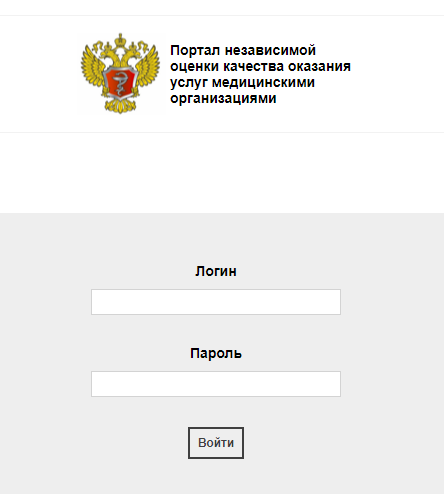 Портал независимой
оценки качества оказания
услуг медицинскими
организациями
Логин
Пароль
Войти